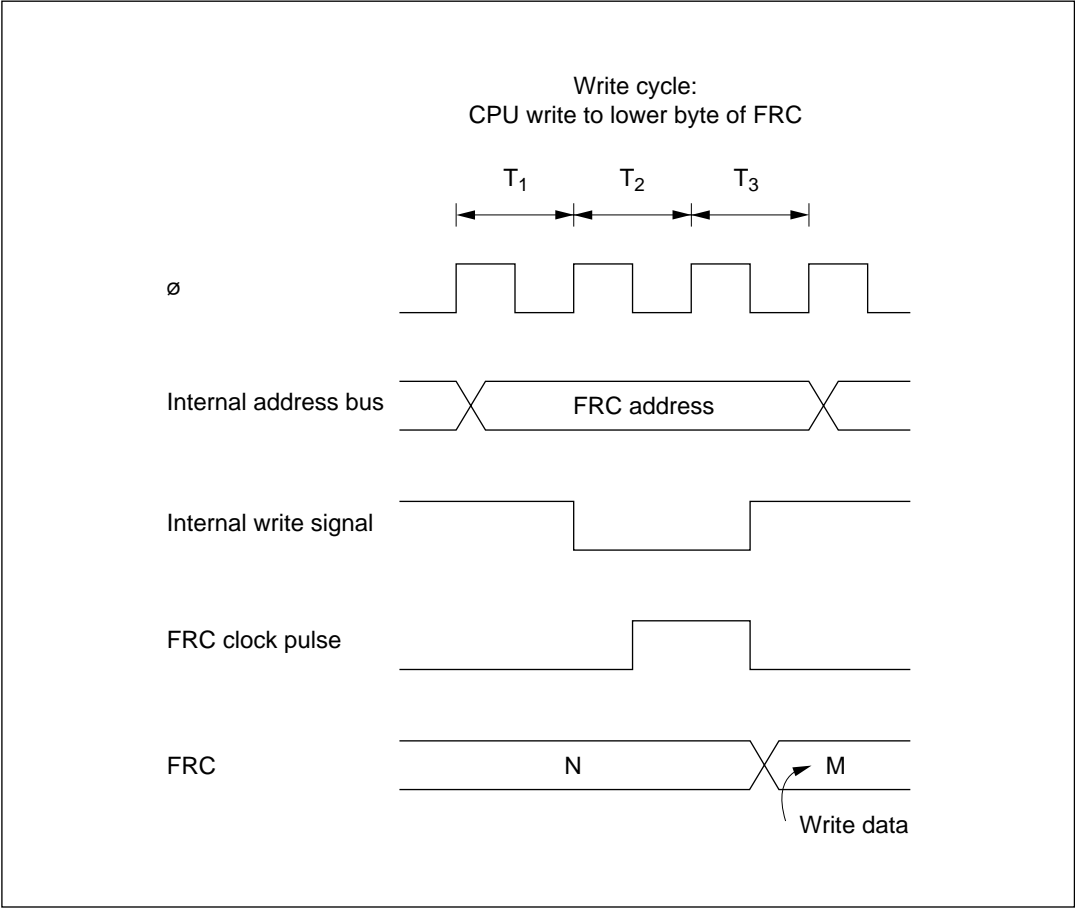 Write cycle:
CPU write to lower byte of FRC
T1 T2 T3
ø
Internal address bus
FRC address
Internal write signal
FRC clock pulse
FRC
N
M
Write data